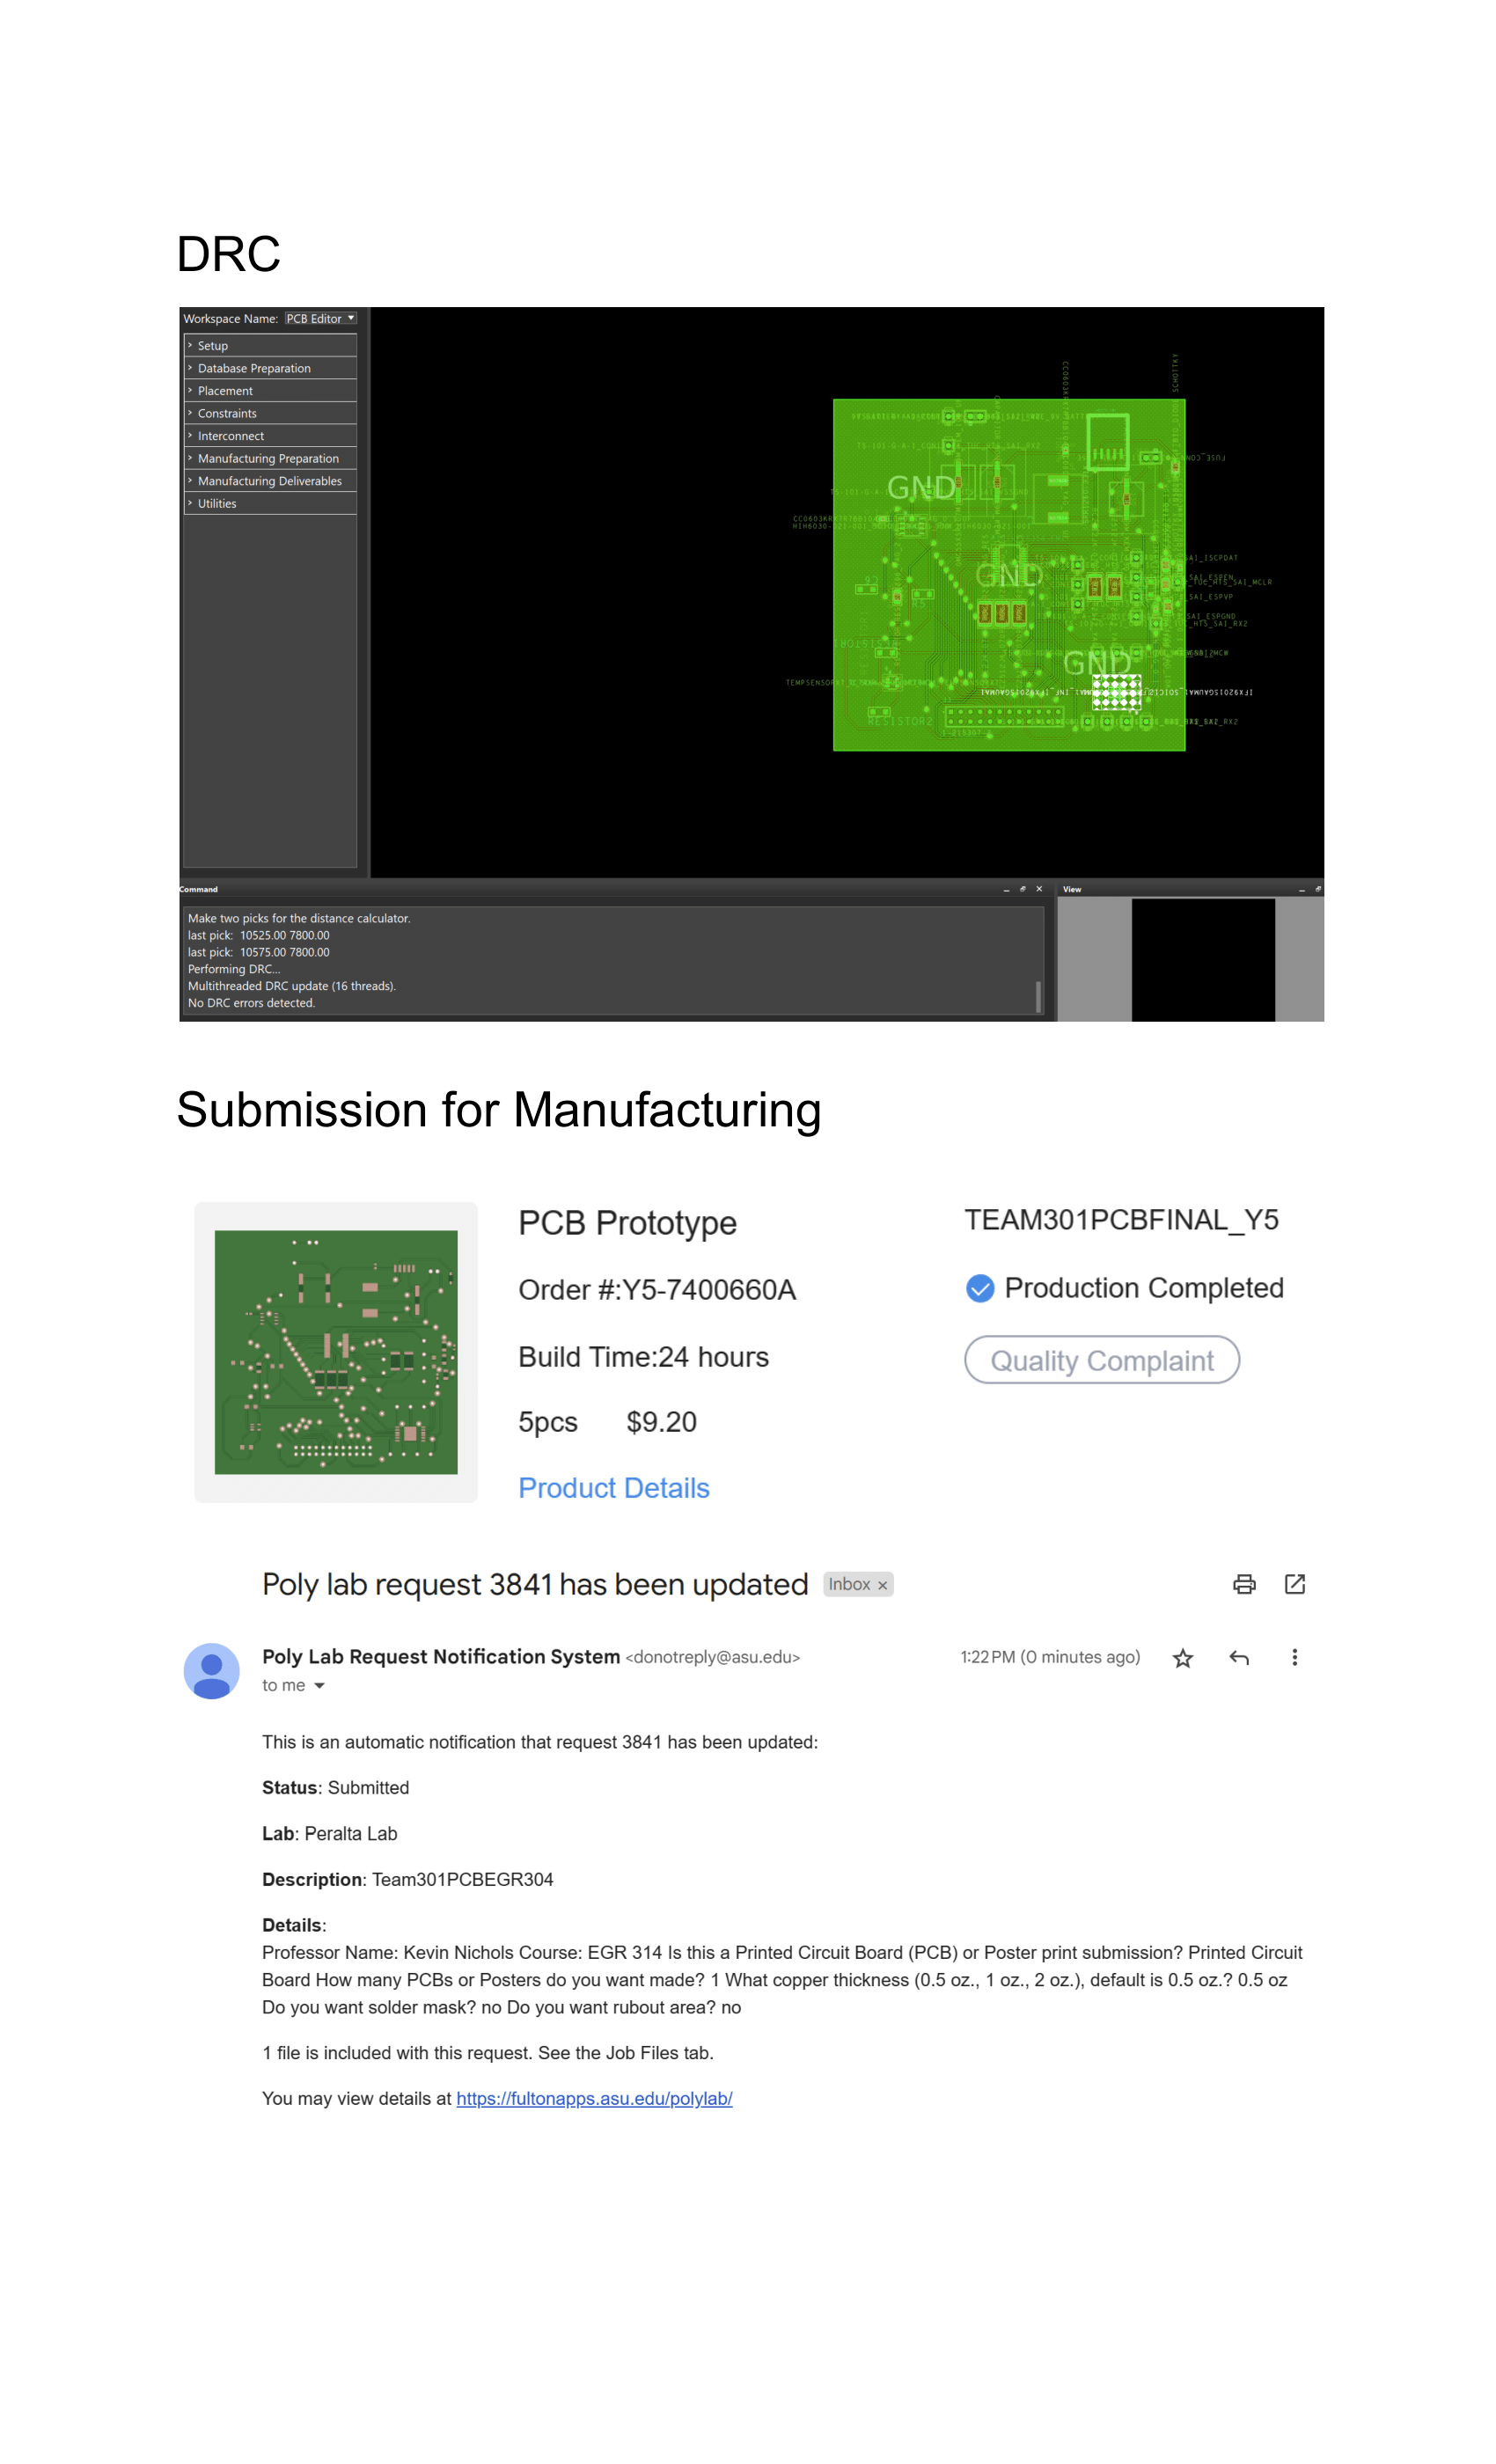 DRC
Workspace Name: PCB Editor
Setup
Database Preparation
Placement
Constraints
Interconnect
Manufacturing Preparation
Manufacturing Deliverables
Utilities
GND
GND
GND
RESISTOR2
Command
View
Make two picks for the distance calculator.
last pick: 10525.00 7800.00
last pick: 10575.00 7800.00
Performing DRC...
Multithreaded DRC update (16 threads).
No DRC errors detected.
Submission for Manufacturing
PCB Prototype
TEAM301PCBFINAL_Y5
Order #:Y5-7400660A
Production Completed
Build Time:24 hours
Quality Complaint
5pcs $9.20
Product Details
Poly lab request 3841 has been updated Inbox ×
Poly Lab Request Notification System <donotreply@asu.edu> 1:22 PM (0 minutes ago)
to me
This is an automatic notification that request 3841 has been updated:
Status: Submitted
Lab: Peralta Lab
Description: Team301PCBEGR304
Details:
Professor Name: Kevin Nichols Course: EGR 314 Is this a Printed Circuit Board (PCB) or Poster print submission? Printed Circuit
Board How many PCBs or Posters do you want made? 1 What copper thickness (0.5 oz., 1 oz., 2 oz.), default is 0.5 oz.? 0.5 oz
Do you want solder mask? no Do you want rubout area? no
1 file is included with this request. See the Job Files tab.
You may view details at https://fultonapps.asu.edu/polylab/